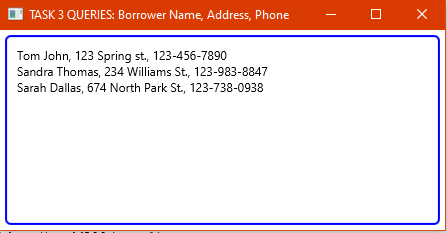 TASK 3 QUERIES: Borrower Name, Address, Phone
Tom John, 123 Spring st., 123-456-7890
Sandra Thomas, 234 Williams St., 123-983-8847
Sarah Dallas, 674 North Park St., 123-738-0938